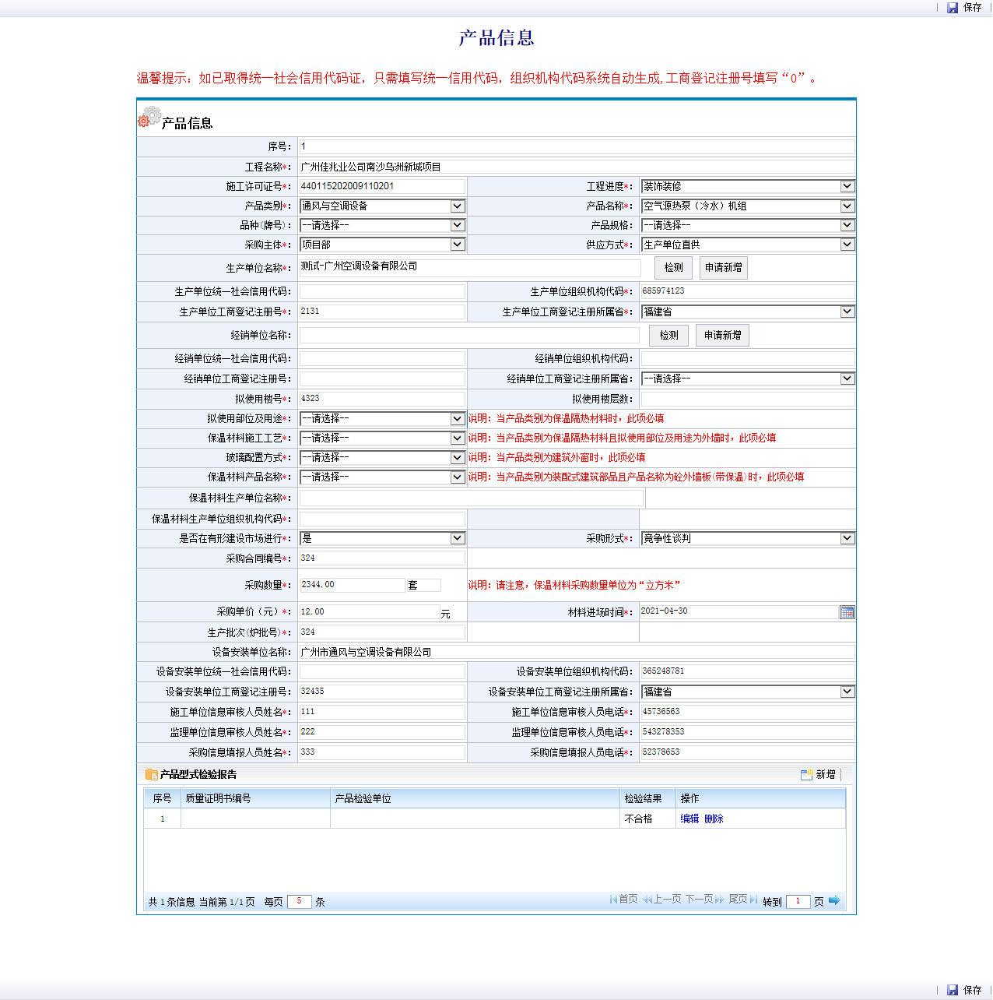 保存
产品信息
温馨提示：如已取得统一社会信用代码证，只需填写统一信用代码，组织机构代码系统自动生成,工商登记注册号填写“0”。
产品信息
序号： 1
工程名称*： 广州佳兆业公司南沙乌洲新城项目
施工许可证号*： 440115202009110201 工程进度*： 装饰装修
产品类别*： 通风与空调设备 产品名称*： 空气源热泵（冷水）机组
品种(牌号)： --请选择-- 产品规格： --请选择--
采购主体*： 项目部 供应方式*： 生产单位直供
生产单位名称*： 测试-广州空调设备有限公司 检测 申请新增
生产单位统一社会信用代码： 生产单位组织机构代码*： 685974123
生产单位工商登记注册号*： 2131 生产单位工商登记注册所属省*： 福建省
经销单位名称： 检测 申请新增
经销单位统一社会信用代码： 经销单位组织机构代码：
经销单位工商登记注册号： 经销单位工商登记注册所属省： --请选择--
拟使用楼号*： 4323 拟使用楼层数：
拟使用部位及用途*： --请选择-- 说明：当产品类别为保温隔热材料时，此项必填
保温材料施工工艺*： --请选择-- 说明：当产品类别为保温隔热材料且拟使用部位及用途为外墙时，此项必填
玻璃配置方式*： --请选择-- 说明：当产品类别为建筑外窗时，此项必填
保温材料产品名称*： --请选择-- 说明：当产品类别为装配式建筑部品且产品名称为砼外墙板(带保温)时，此项必填
保温材料生产单位名称*：
保温材料生产单位组织机构代码*：
是否在有形建设市场进行*： 是 采购形式*： 竞争性谈判
采购合同编号*： 324
采购数量*： 2344.00 套 说明：请注意，保温材料采购数量单位为“立方米”
采购单价（元）*： 12.00 元 材料进场时间*： 2021-04-30
生产批次(炉批号)*： 324
设备安装单位名称： 广州市通风与空调设备有限公司
设备安装单位统一社会信用代码： 设备安装单位组织机构代码： 365248781
设备安装单位工商登记注册号： 32435 设备安装单位工商登记注册所属省： 福建省
施工单位信息审核人员姓名*： 111 施工单位信息审核人员电话*： 45736563
监理单位信息审核人员姓名*： 222 监理单位信息审核人员电话*： 543278353
采购信息填报人员姓名*： 333 采购信息填报人员电话*： 52378653
产品型式检验报告 新增
序号 质量证明书编号 产品检验单位 检验结果 操作
1 不合格 编辑 删除
共 1 条信息 当前第 1/1 页 每页 5 条 首页 上一页 下一页 尾页 转到 1 页
保存